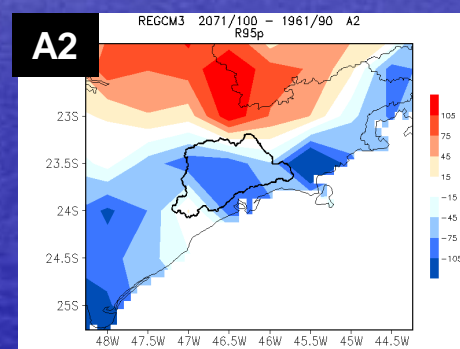 A2
REGCM3 2071/100 - 1961/90 A2
R95p
23S
23.5S
24S
24.5S
25S
48W 47.5W 47W 46.5W 46W 45.5W 45W 44.5W
105
75
45
15
-15
-45
-75
-105